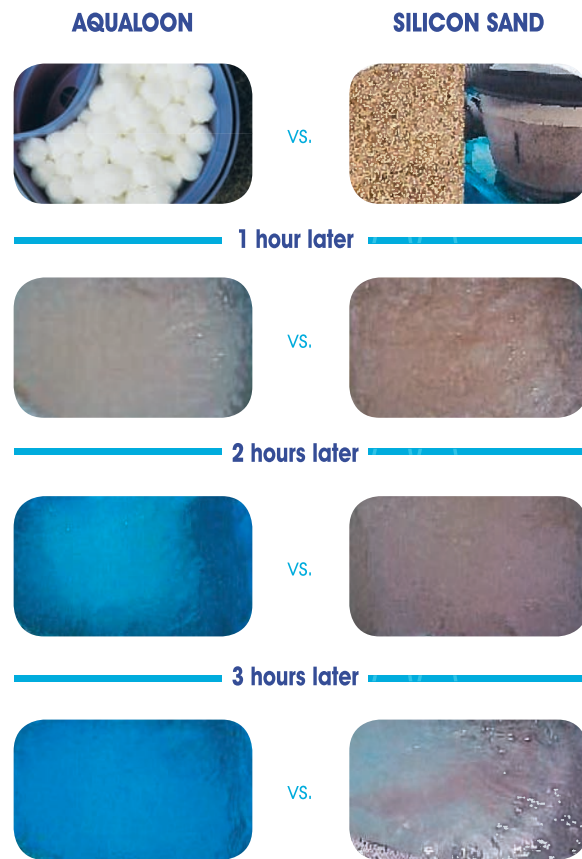 AQUALOON SILICON SAND
VS.
1 hour later
VS.
2 hours later
VS.
3 hours later
VS.